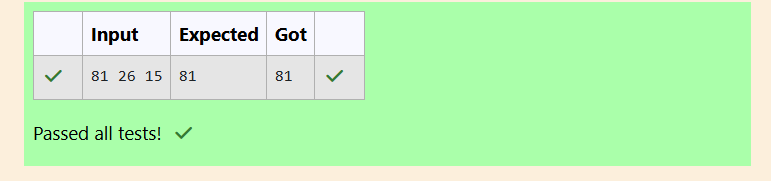 Input Expected Got
81 26 15 81 81
Passed all tests!